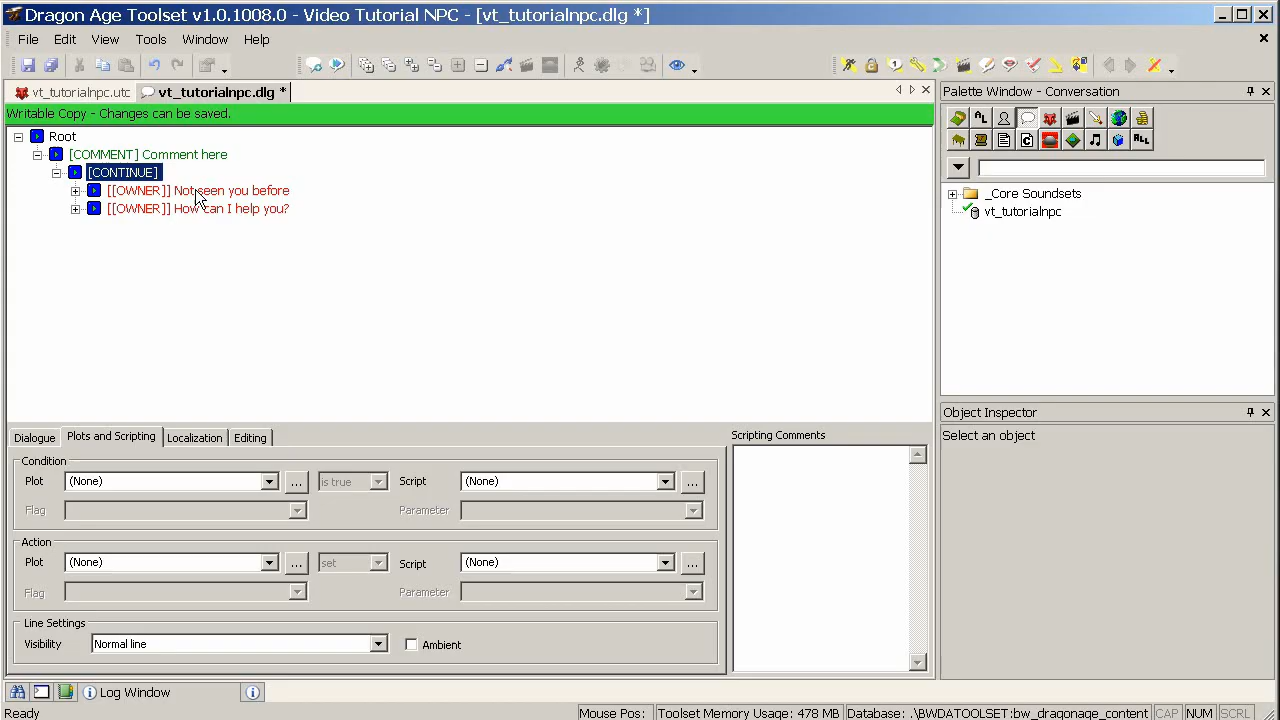 Dragon Age Toolset v1.0.1008.0 - Video Tutorial NPC - [vt_tutorialnpc.dlg *]
File Edit View Tools Window Help
vt_tutorialnpc.utc vt_tutorialnpc.dlg *
Palette Window - Conversation
Writable Copy - Changes can be saved.
Root
[COMMENT] Comment here
[CONTINUE]
[[OWNER]] Not seen you before
[[OWNER]] How can I help you?
_Core Soundsets
vt_tutorialnpc
Object Inspector
Select an object
Dialogue Plots and Scripting Localization Editing
Scripting Comments
Condition
Plot (None) ... is true Script (None) ...
Flag Parameter
Action
Plot (None) ... set Script (None) ...
Flag Parameter
Line Settings
Visibility Normal line Ambient
Log Window
Ready Mouse Pos: Toolset Memory Usage: 478 MB Database: .\BWDATOOLSET:bw_dragonage_content CAP NUM SCRL